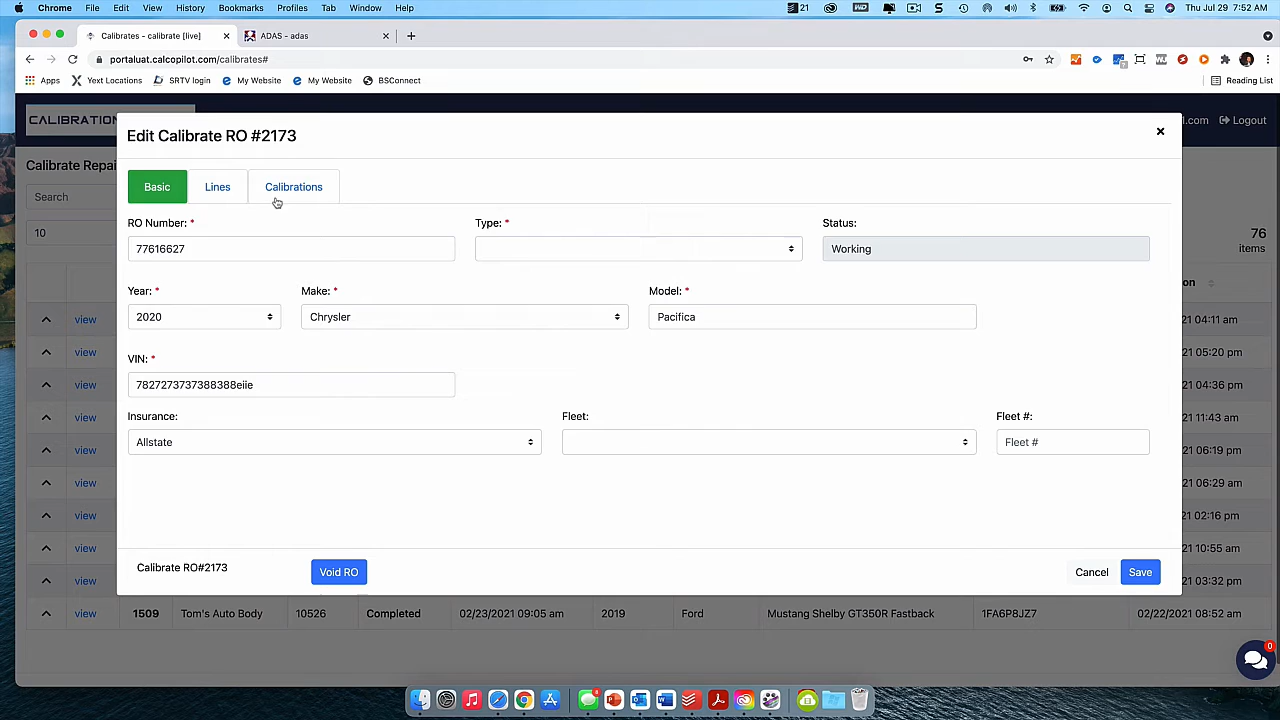 Chrome File Edit View History Bookmarks Profiles Tab Window Help 21 Thu Jul 29 7:52 AM
Calibrates - calibrate [live] ADAS - adas
portaluat.calcopilot.com/calibrates#
Apps Yext Locations SRTV login My Website My Website BSConnect Reading List
CALIBRATION 1.com Logout
Edit Calibrate RO #2173
Calibrate Repai
Basic Lines Calibrations
Search
RO Number: * Type: * Status:
10 77616627 Working 76
items
Year: * Make: * Model: *
on
2020 Chrysler Pacifica
view 21 04:11 am
view 21 05:20 pm
VIN: *
view 7827273737388388eiie 21 04:36 pm
Insurance: Fleet: Fleet #:
view 21 11:43 am
Allstate Fleet #
view 21 06:19 pm
view 21 06:29 am
view 21 02:16 pm
view 21 10:55 am
Calibrate RO#2173 Void RO Cancel Save
view 21 03:32 pm
view 1509 Tom's Auto Body 10526 Completed 02/23/2021 09:05 am 2019 Ford Mustang Shelby GT350R Fastback 1FA6P8JZ7 02/22/2021 08:52 am
0